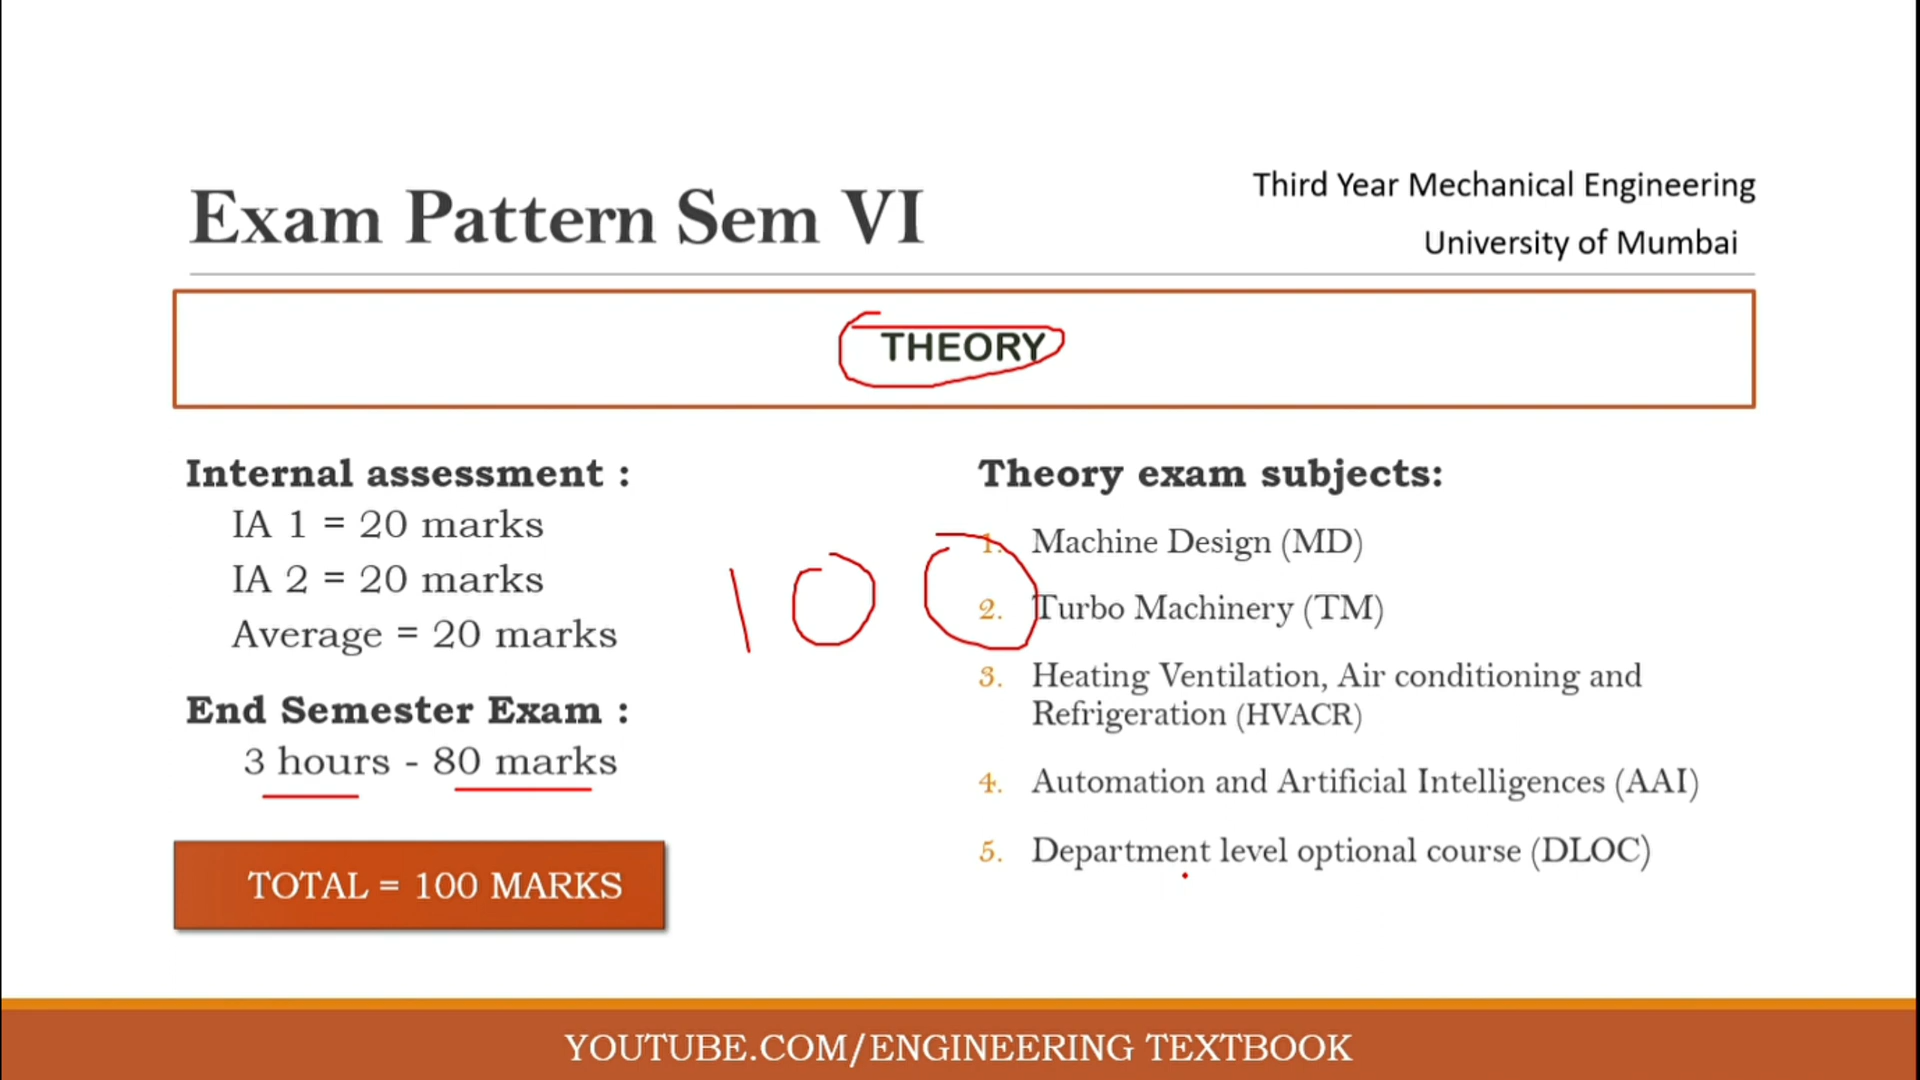 Exam Pattern Sem VI
Third Year Mechanical Engineering
University of Mumbai
THEORY
Internal assessment :
IA 1 = 20 marks
IA 2 = 20 marks
Average = 20 marks
End Semester Exam :
3 hours - 80 marks
TOTAL = 100 MARKS
100
Theory exam subjects:
1. Machine Design (MD)
2. Turbo Machinery (TM)
3. Heating Ventilation, Air conditioning and
Refrigeration (HVACR)
4. Automation and Artificial Intelligences (AAI)
5. Department level optional course (DLOC)
YOUTUBE.COM/ENGINEERING TEXTBOOK